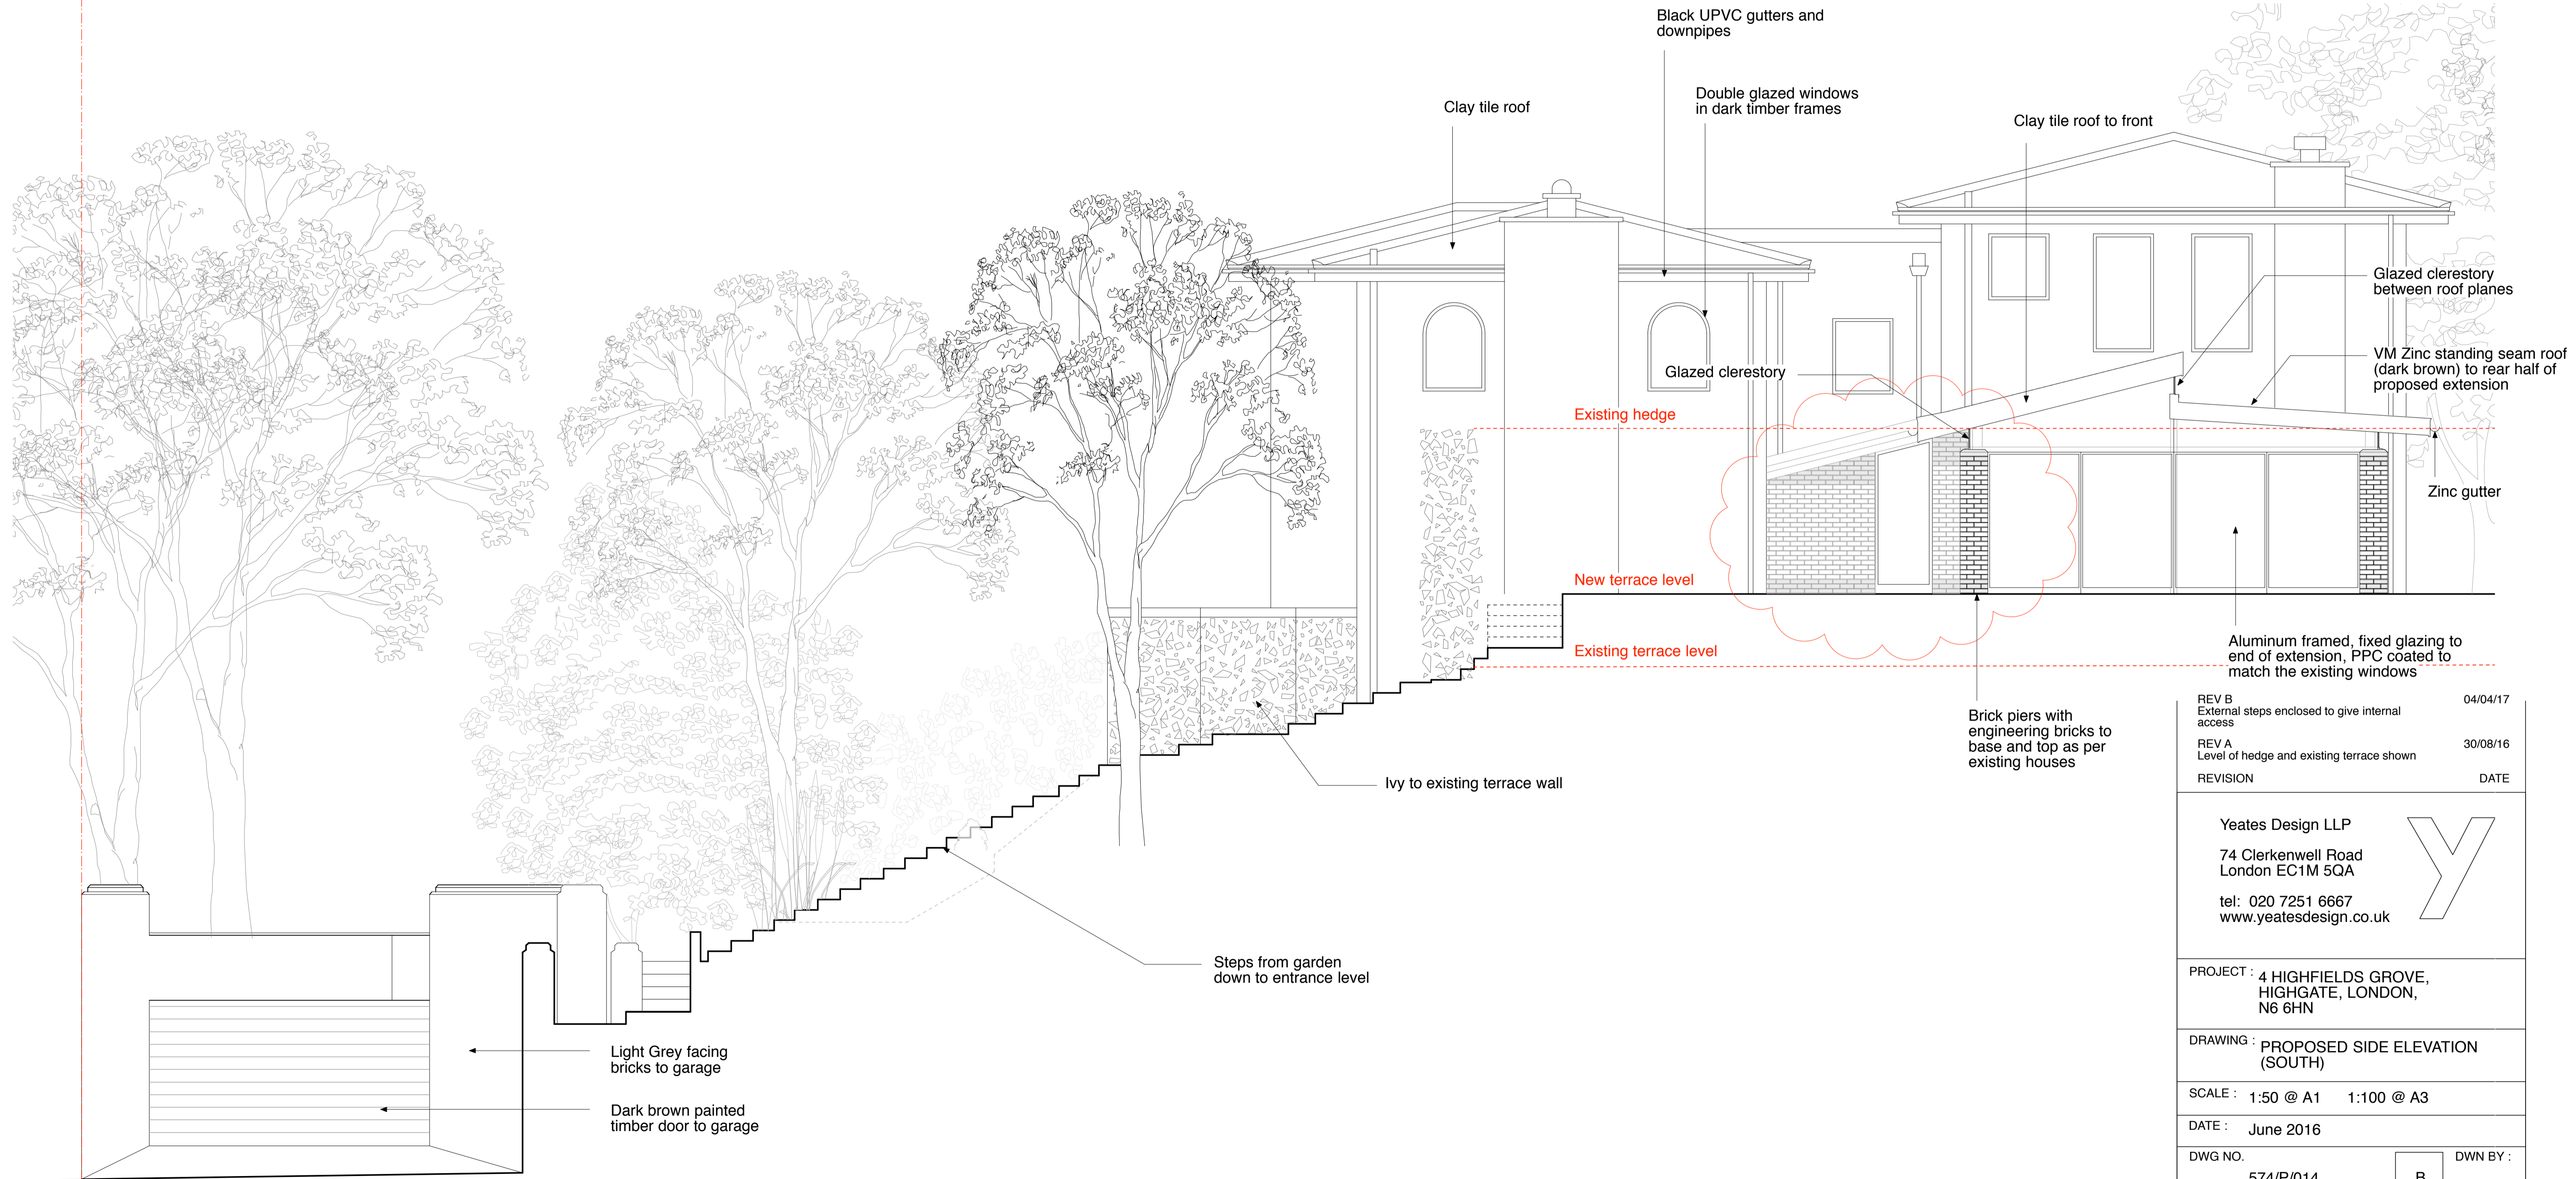 Black UPVC gutters and
downpipes
Double glazed windows
in dark timber frames
Clay tile roof
Clay tile roof to front
Glazed clerestory
between roof planes
VM Zinc standing seam roof
(dark brown) to rear half of
proposed extension
Glazed clerestory
Existing hedge
Zinc gutter
New terrace level
Existing terrace level
Aluminum framed, fixed glazing to
end of extension, PPC coated to
match the existing windows
Brick piers with
engineering bricks to
base and top as per
existing houses
Ivy to existing terrace wall
Steps from garden
down to entrance level
Light Grey facing
bricks to garage
Dark brown painted
timber door to garage
REV B 04/04/17
External steps enclosed to give internal
access
REV A 30/08/16
Level of hedge and existing terrace shown
REVISION DATE
Yeates Design LLP
74 Clerkenwell Road
London EC1M 5QA
tel: 020 7251 6667
www.yeatesdesign.co.uk
y
PROJECT : 4 HIGHFIELDS GROVE,
HIGHGATE, LONDON,
N6 6HN
DRAWING : PROPOSED SIDE ELEVATION
(SOUTH)
SCALE : 1:50 @ A1 1:100 @ A3
DATE : June 2016
DWG NO. DWN BY :
574/P/014 B